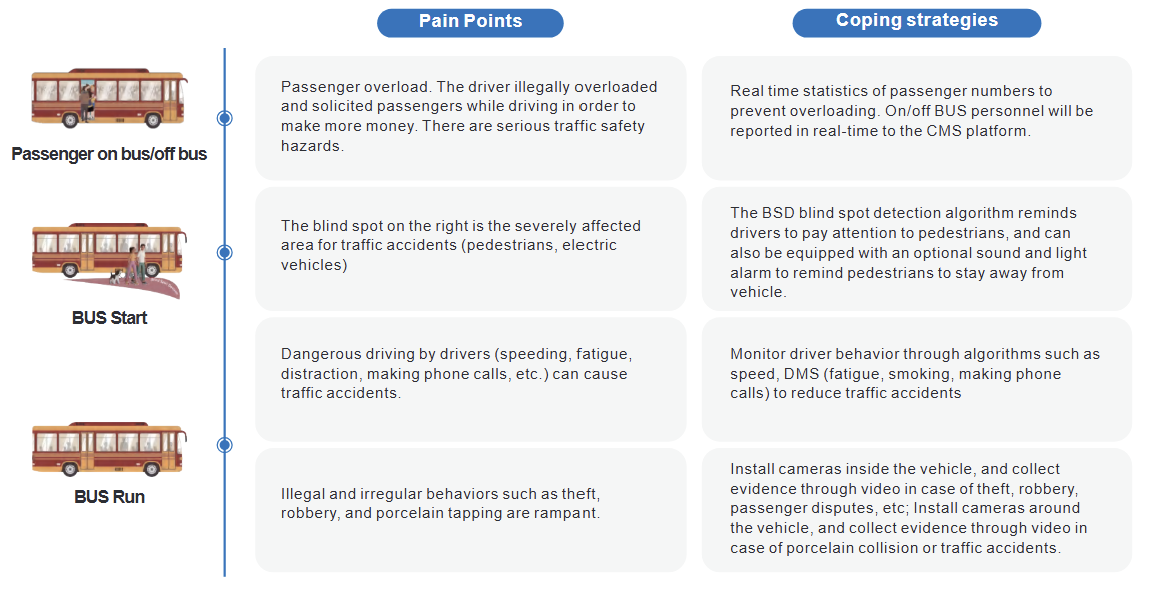 Pain Points
Coping strategies
Passenger on bus/off bus
Passenger overload. The driver illegally overloaded
and solicited passengers while driving in order to
make more money. There are serious traffic safety
hazards.
Real time statistics of passenger numbers to
prevent overloading. On/off BUS personnel will be
reported in real-time to the CMS platform.
BUS Start
The blind spot on the right is the severely affected
area for traffic accidents (pedestrians, electric
vehicles)
The BSD blind spot detection algorithm reminds
drivers to pay attention to pedestrians, and can
also be equipped with an optional sound and light
alarm to remind pedestrians to stay away from
vehicle.
BUS Run
Dangerous driving by drivers (speeding, fatigue,
distraction, making phone calls, etc.) can cause
traffic accidents.
Monitor driver behavior through algorithms such as
speed, DMS (fatigue, smoking, making phone
calls) to reduce traffic accidents
Illegal and irregular behaviors such as theft,
robbery, and porcelain tapping are rampant.
Install cameras inside the vehicle, and collect
evidence through video in case of theft, robbery,
passenger disputes, etc; Install cameras around
the vehicle, and collect evidence through video in
case of porcelain collision or traffic accidents.